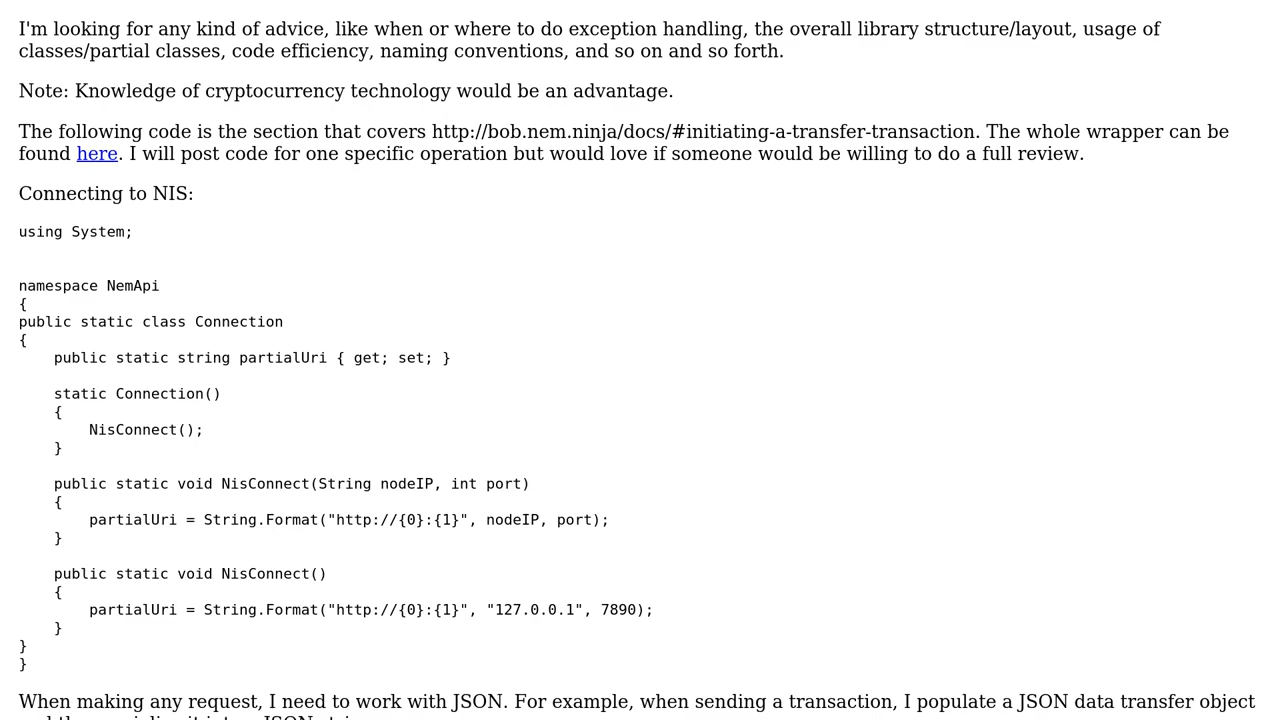 I'm looking for any kind of advice, like when or where to do exception handling, the overall library structure/layout, usage of
classes/partial classes, code efficiency, naming conventions, and so on and so forth.
Note: Knowledge of cryptocurrency technology would be an advantage.
The following code is the section that covers http://bob.nem.ninja/docs/#initiating-a-transfer-transaction. The whole wrapper can be
found here. I will post code for one specific operation but would love if someone would be willing to do a full review.
Connecting to NIS:
using System;
namespace NemApi
{
public static class Connection
{
    public static string partialUri { get; set; }
    static Connection()
    {
        NisConnect();
    }
    public static void NisConnect(String nodeIP, int port)
    {
        partialUri = String.Format("http://{0}:{1}", nodeIP, port);
    }
    public static void NisConnect()
    {
        partialUri = String.Format("http://{0}:{1}", "127.0.0.1", 7890);
    }
}
}
When making any request, I need to work with JSON. For example, when sending a transaction, I populate a JSON data transfer object